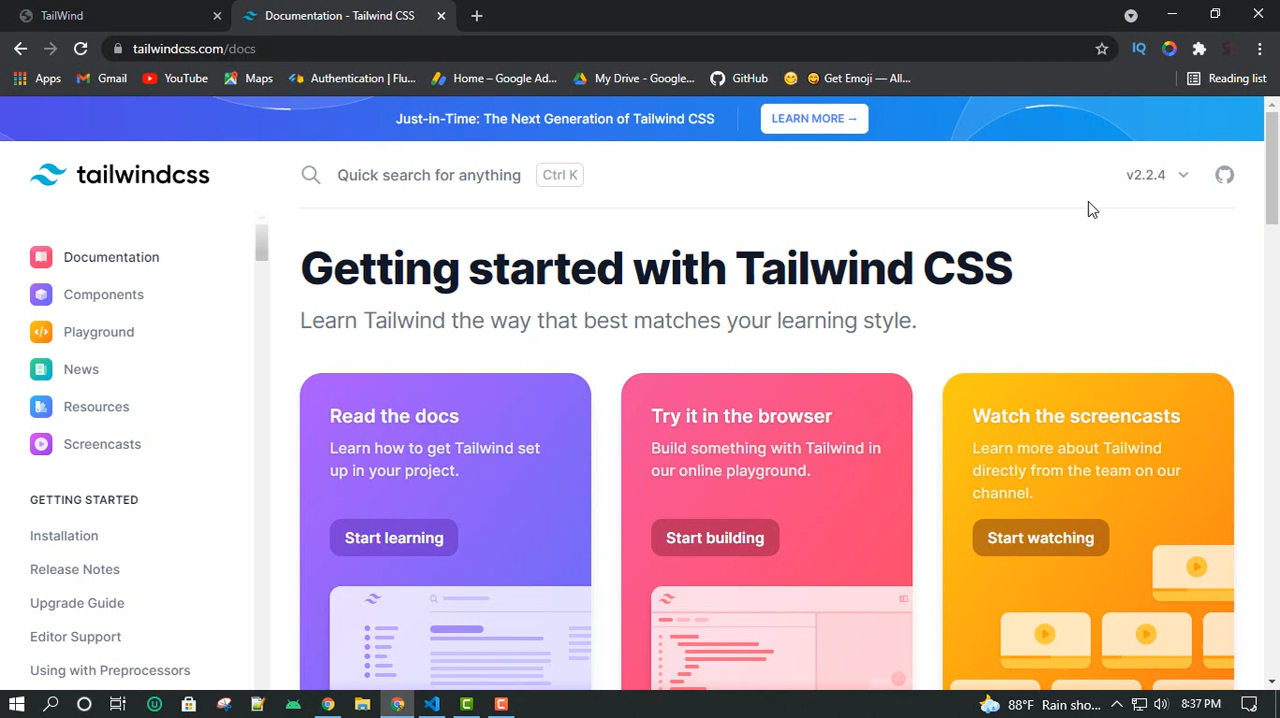 TailWind
Documentation - Tailwind CSS
tailwindcss.com/docs
IQ
Apps
Gmail
YouTube
Maps
Authentication | Flu...
Home – Google Ad...
My Drive - Google...
GitHub
Get Emoji — All...
Reading list
Just-in-Time: The Next Generation of Tailwind CSS
LEARN MORE →
tailwindcss
Quick search for anything
Ctrl K
v2.2.4
Documentation
Components
Playground
News
Resources
Screencasts
GETTING STARTED
Installation
Release Notes
Upgrade Guide
Editor Support
Using with Preprocessors
Getting started with Tailwind CSS
Learn Tailwind the way that best matches your learning style.
Read the docs
Learn how to get Tailwind set
up in your project.
Start learning
Try it in the browser
Build something with Tailwind in
our online playground.
Start building
Watch the screencasts
Learn more about Tailwind
directly from the team on our
channel.
Start watching
88°F Rain sho...
8:37 PM